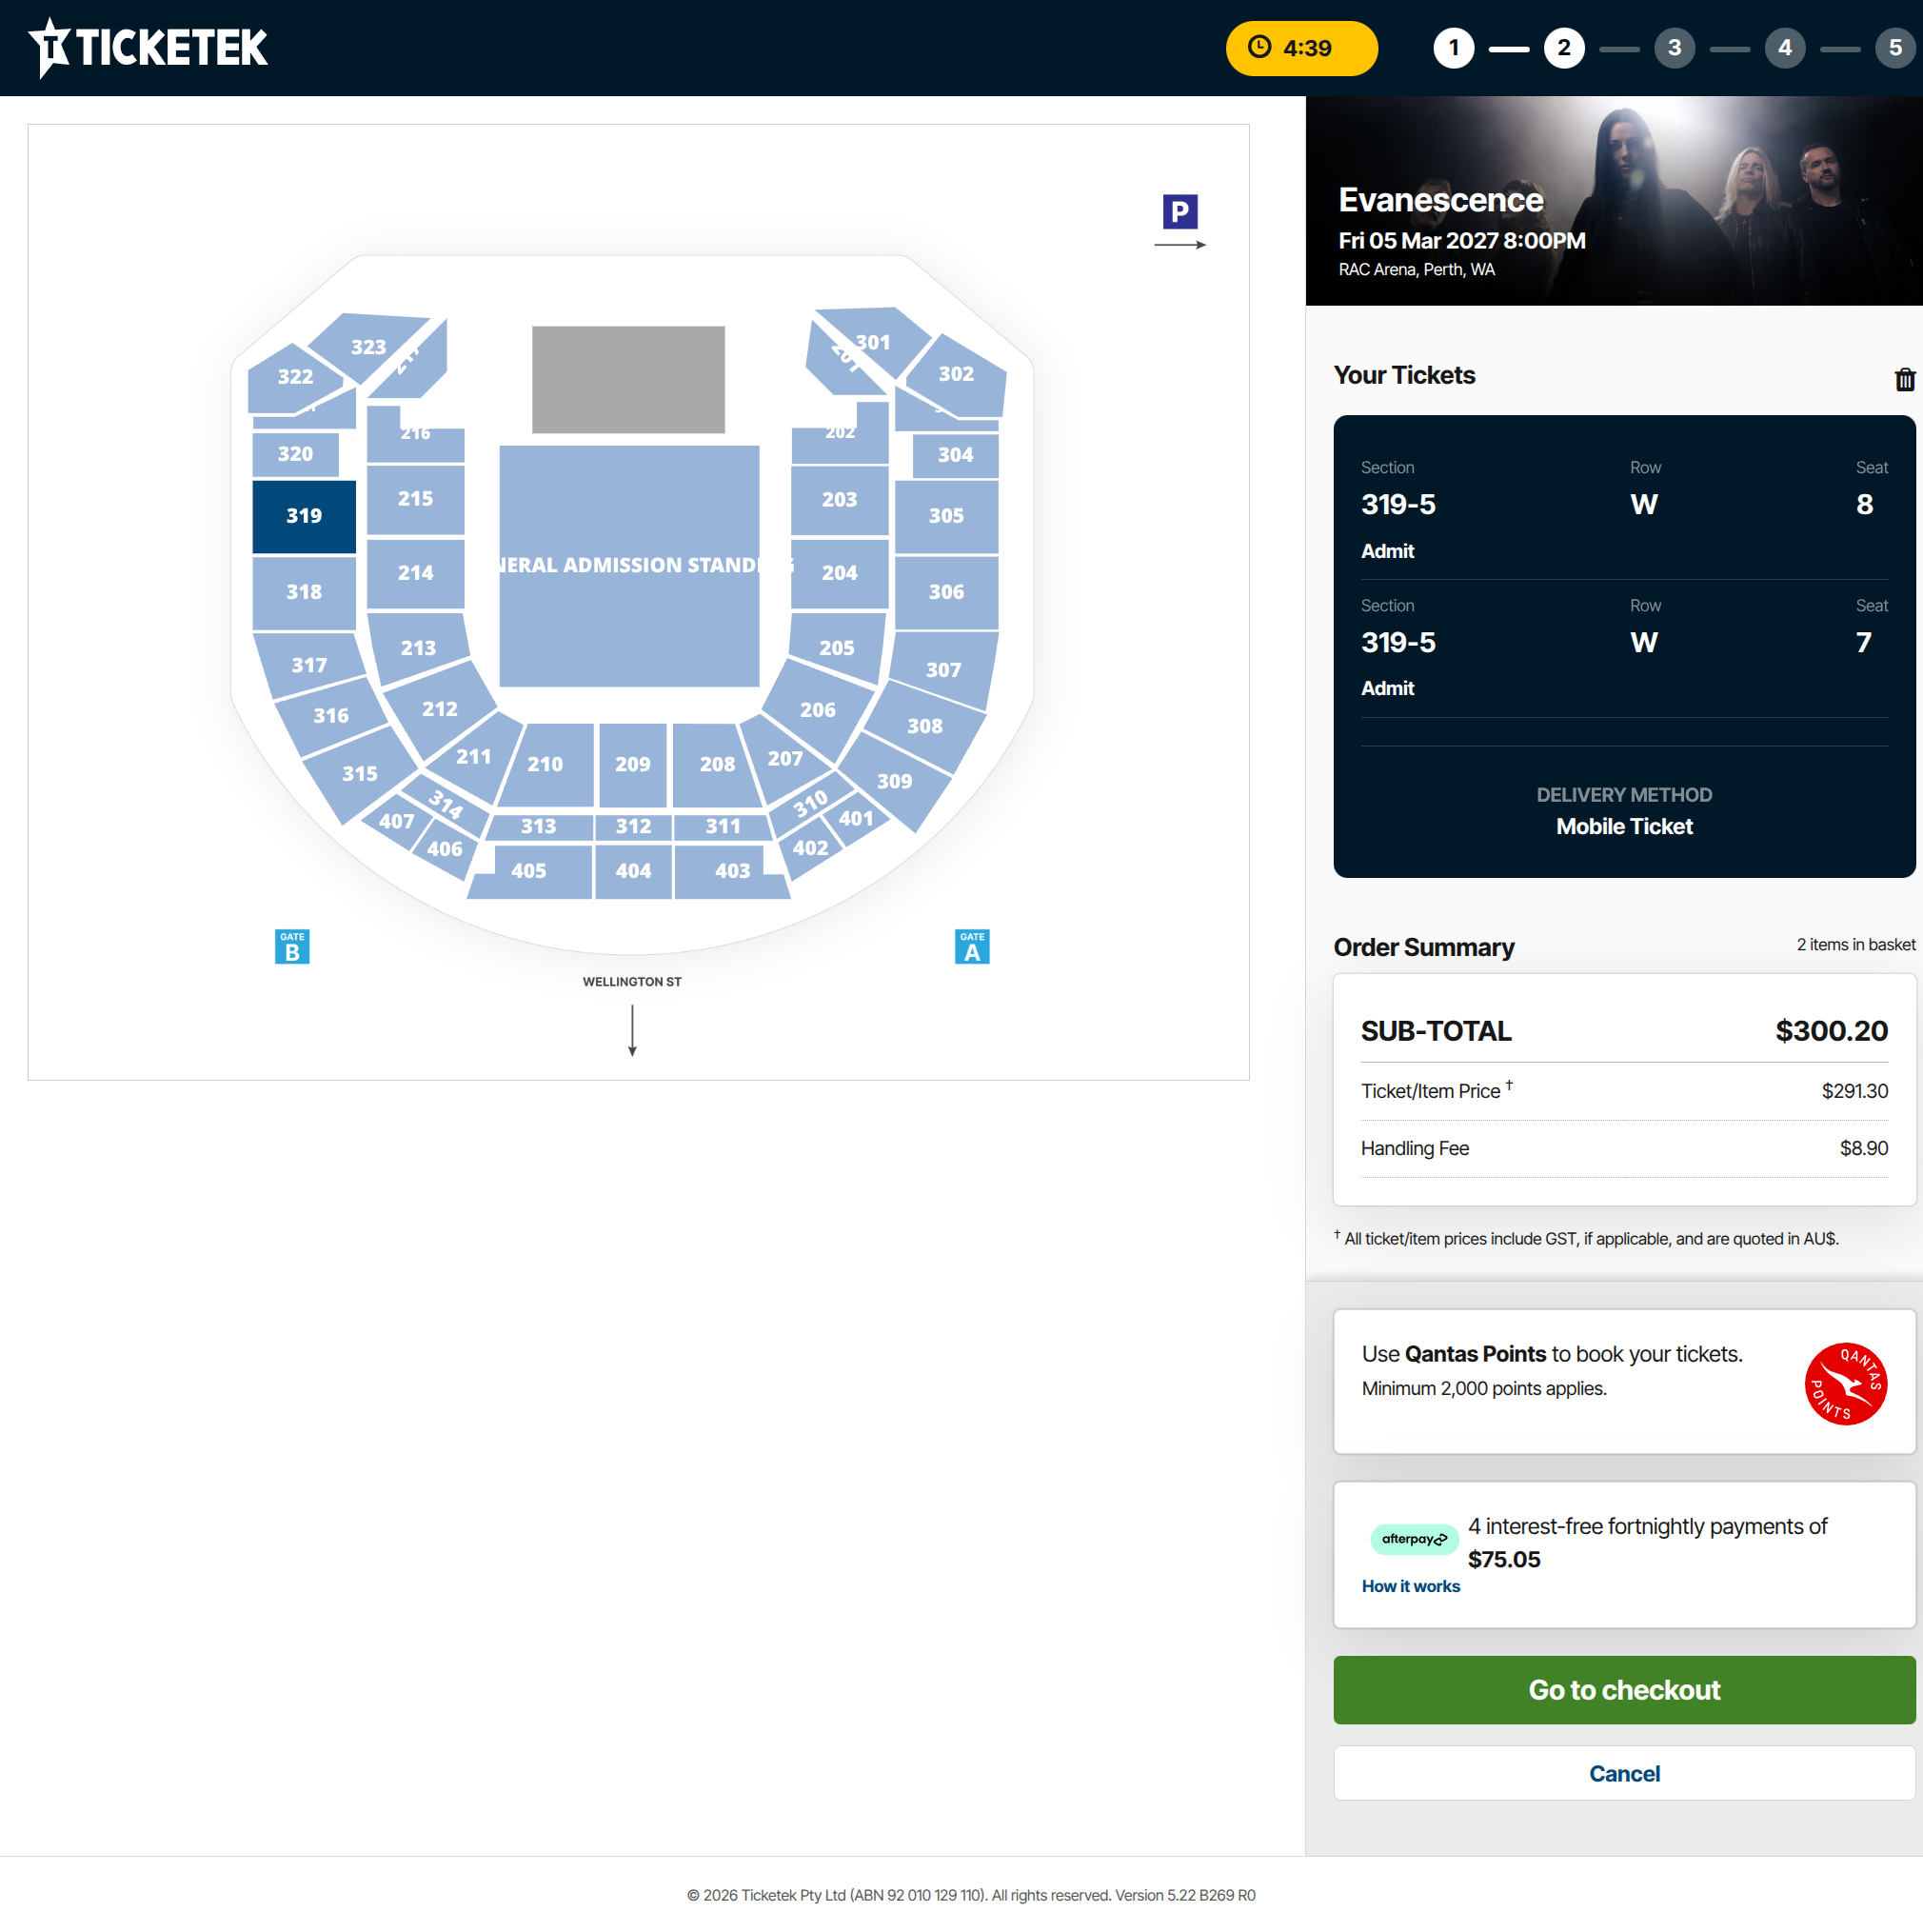 TICKETEK
4:39
1 2 3 4 5
P
Evanescence
Fri 05 Mar 2027 8:00PM
RAC Arena, Perth, WA
323
301
322
302
320
216
202
304
319
215
203
305
NERAL ADMISSION STAND
318
214
204
306
317
213
205
307
316
212
206
308
315
211
210
209
208
207
309
314
310
407
313
312
311
401
406
402
405
404
403
GATE
B
GATE
A
WELLINGTON ST
Your Tickets
Section Row Seat
319-5 W 8
Admit
Section Row Seat
319-5 W 7
Admit
DELIVERY METHOD
Mobile Ticket
Order Summary 2 items in basket
SUB-TOTAL $300.20
Ticket/Item Price † $291.30
Handling Fee $8.90
† All ticket/item prices include GST, if applicable, and are quoted in AU$.
Use Qantas Points to book your tickets.
Minimum 2,000 points applies.
QANTAS
POINTS
afterpay
4 interest-free fortnightly payments of
$75.05
How it works
Go to checkout
Cancel
© 2026 Ticketek Pty Ltd (ABN 92 010 129 110). All rights reserved. Version 5.22 B269 R0